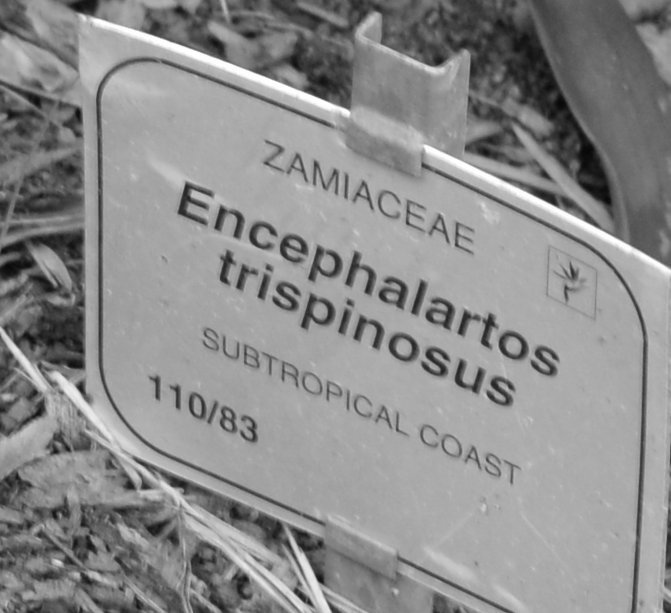 ZAMIACEAE
Encephalartos
trispinosus
SUBTROPICAL COAST
110/83